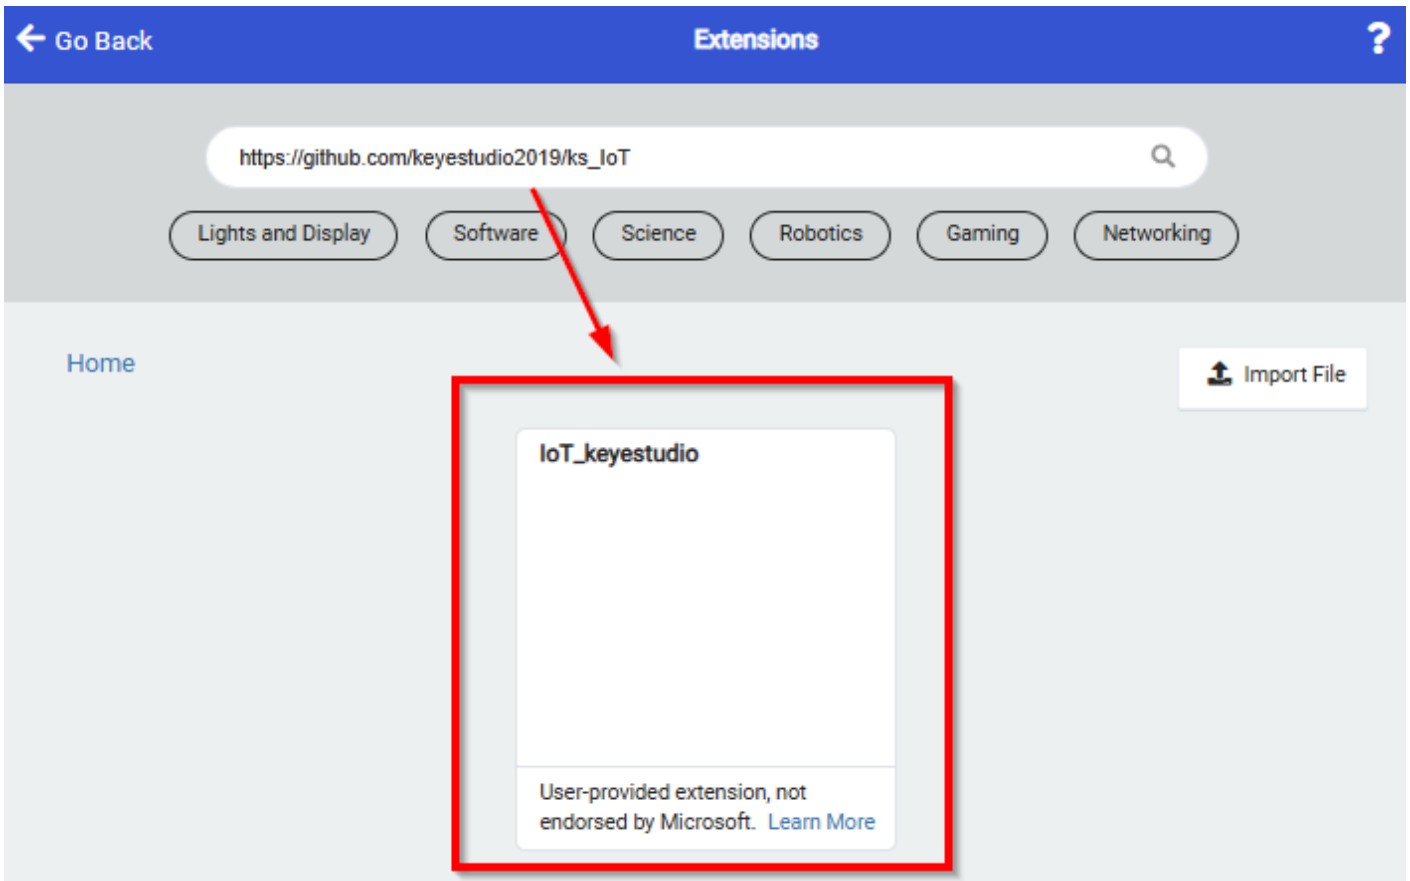 Go Back
Extensions
?
https://github.com/keyestudio2019/ks_IoT
Lights and Display
Software
Science
Robotics
Gaming
Networking
Home
Import File
IoT_keyestudio
User-provided extension, not
endorsed by Microsoft. Learn More